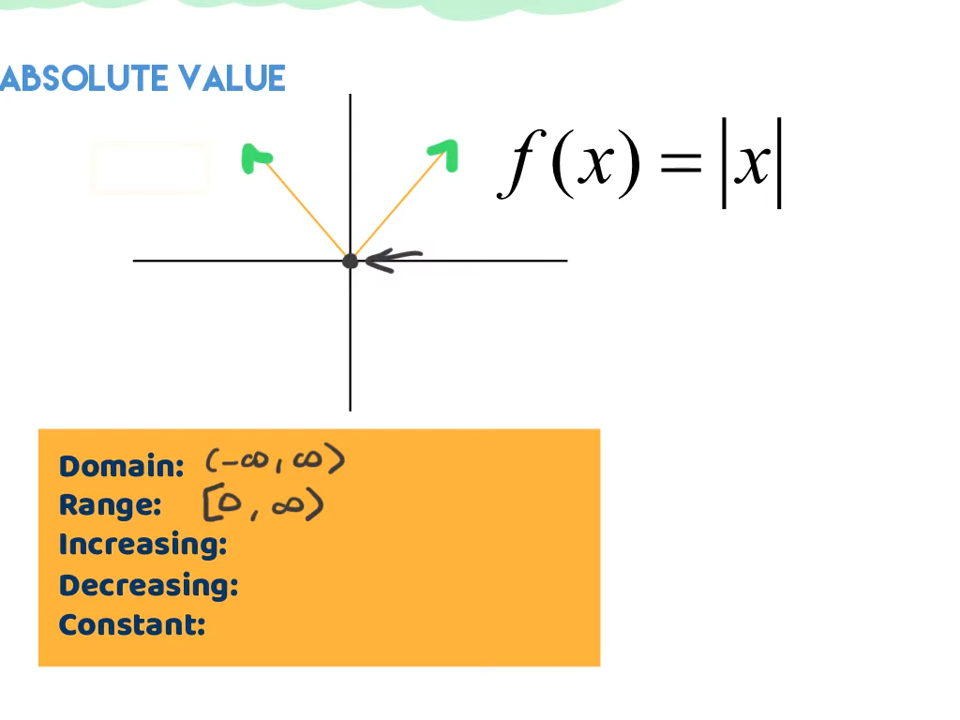 ABSOLUTE VALUE
f(x) = |x|
Domain: (-∞, ∞)
Range: [0, ∞)
Increasing:
Decreasing:
Constant: